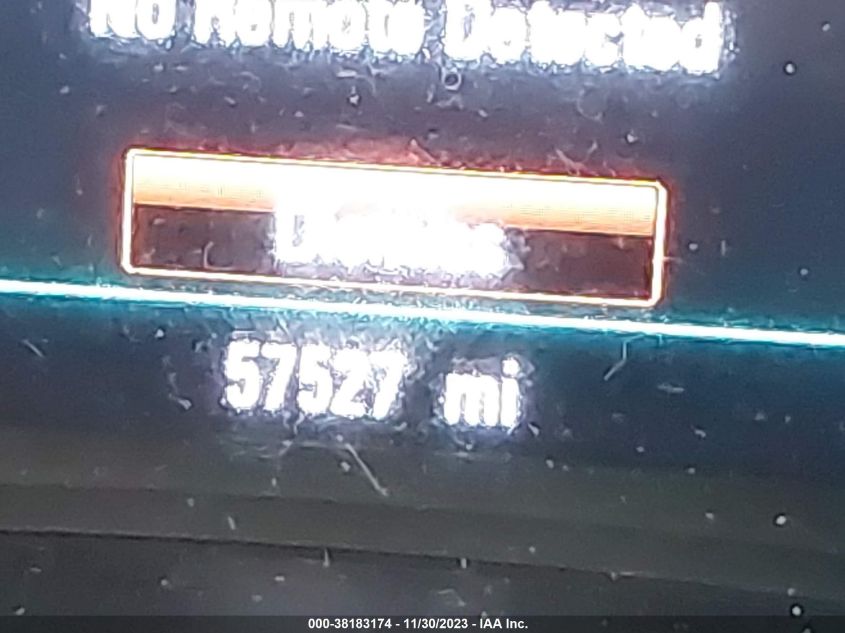 No Remote Detected
57527 mi
000-38183174 - 11/30/2023 - IAA Inc.